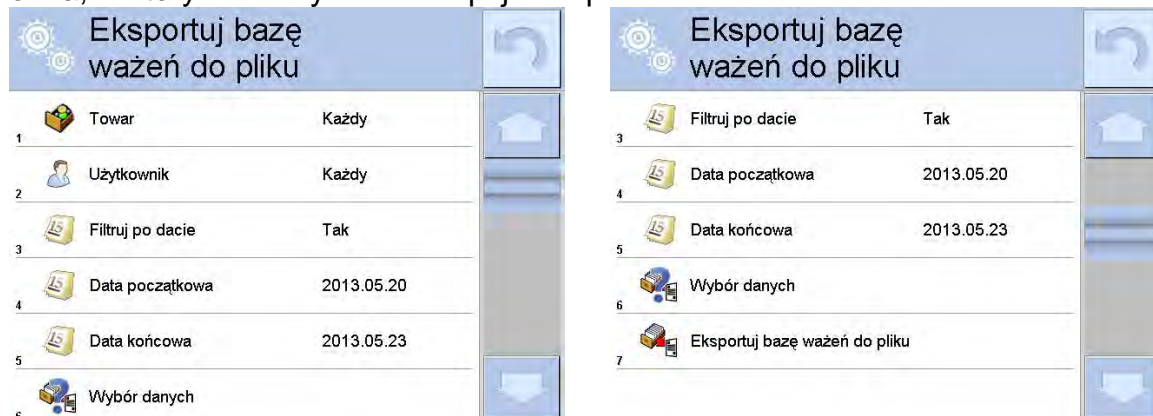 Eksportuj bazę
ważeń do pliku
1 Towar Każdy
2 Użytkownik Każdy
3 Filtruj po dacie Tak
4 Data początkowa 2013.05.20
5 Data końcowa 2013.05.23
Wybór danych
Eksportuj bazę
ważeń do pliku
3 Filtruj po dacie Tak
4 Data początkowa 2013.05.20
5 Data końcowa 2013.05.23
6 Wybór danych
7 Eksportuj bazę ważeń do pliku